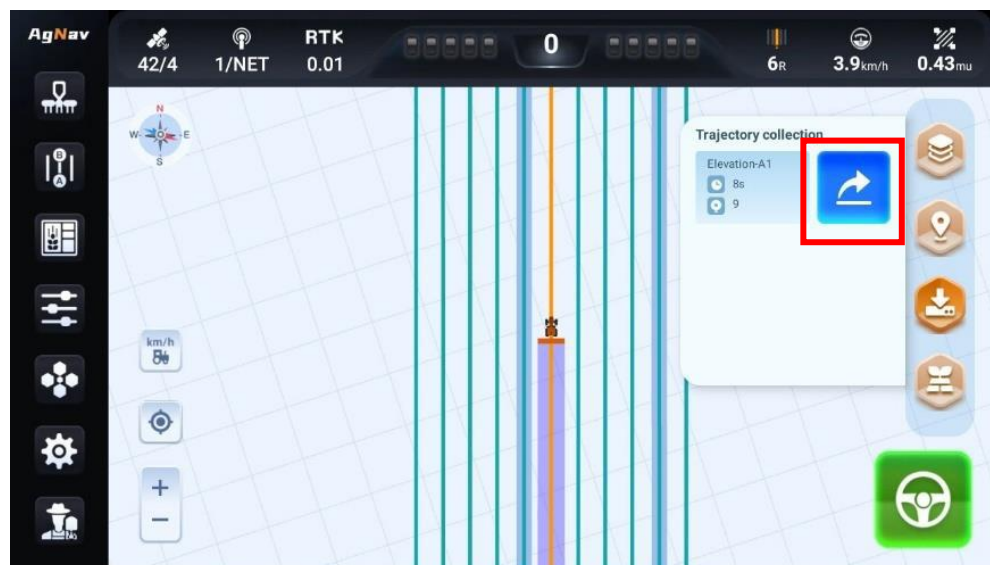 AgNav
42/4
1/NET
RTK
0.01
0
6R
3.9km/h
0.43mu
N
W
E
S
Trajectory collection
Elevation-A1
8s
9
B
A
km/h
+
−